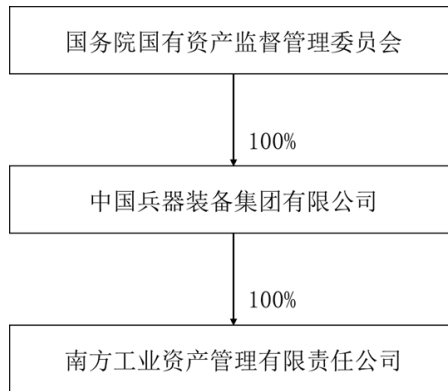 国务院国有资产监督管理委员会
100%
中国兵器装备集团有限公司
100%
南方工业资产管理有限责任公司